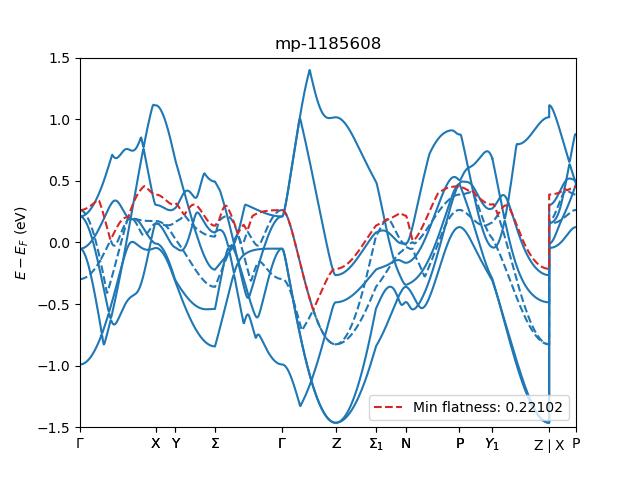 mp-1185608
E − E_F (eV)
1.5
1.0
0.5
0.0
−0.5
−1.0
−1.5
Min flatness: 0.22102
Γ X Y Σ Γ Z Σ₁ N P Y₁ Z | X P